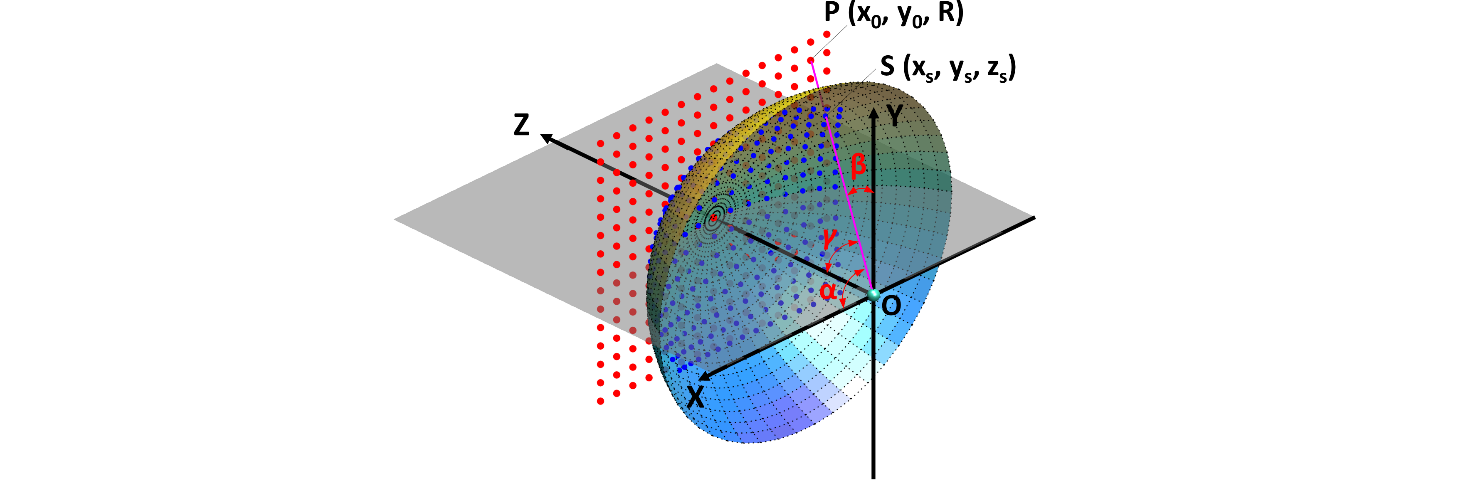 P (x₀, y₀, R)
S (xₛ, yₛ, zₛ)
Z
Y
β
γ
α
O
X